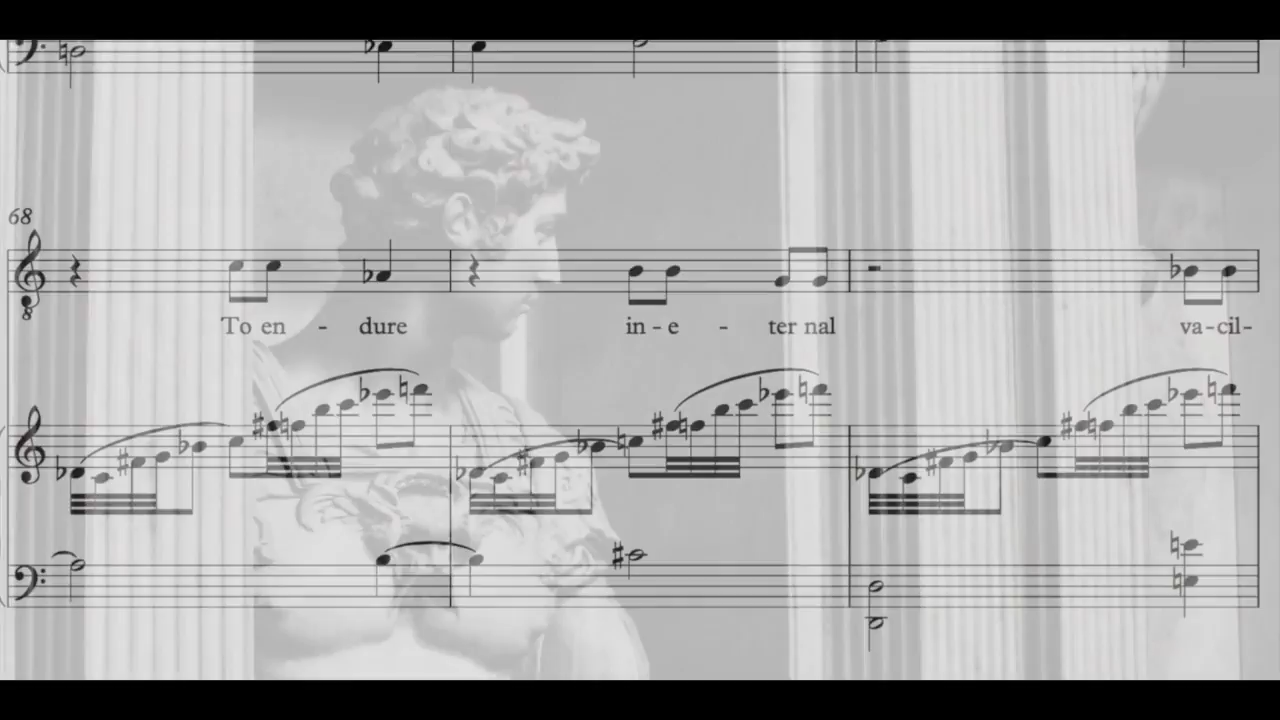 68
To en - dure in - e - ter nal va - cil -